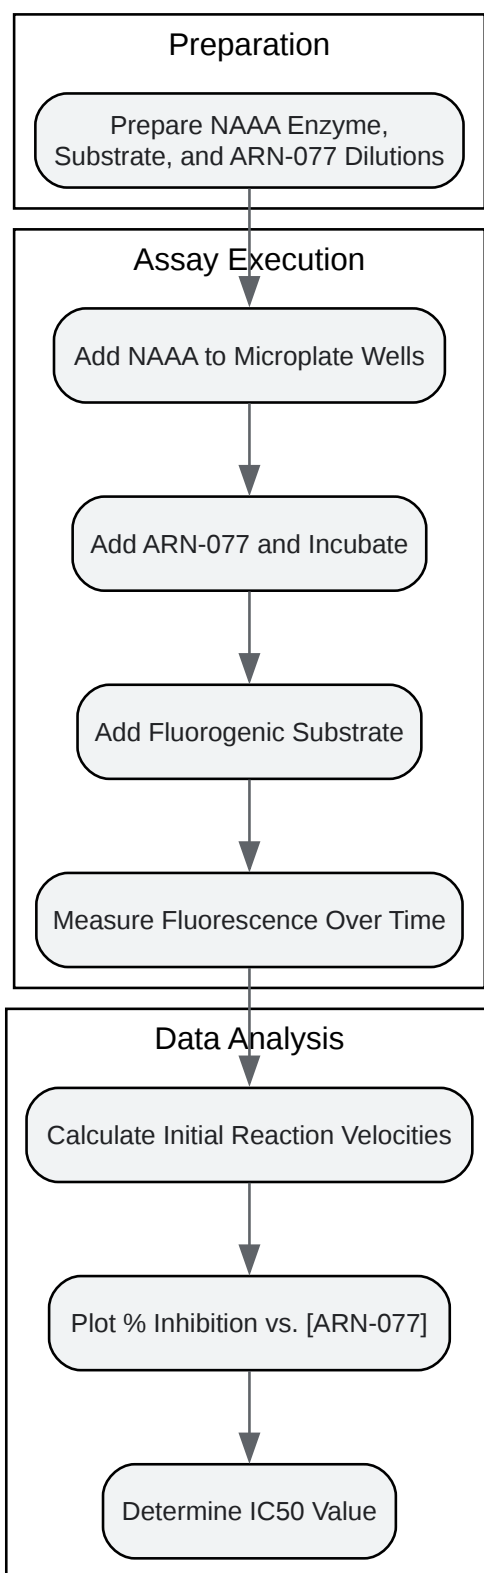 Preparation
Prepare NAAA Enzyme,
Substrate, and ARN-077 Dilutions
Assay Execution
Add NAAA to Microplate Wells
Add ARN-077 and Incubate
Add Fluorogenic Substrate
Measure Fluorescence Over Time
Data Analysis
Calculate Initial Reaction Velocities
Plot % Inhibition vs. [ARN-077]
Determine IC50 Value